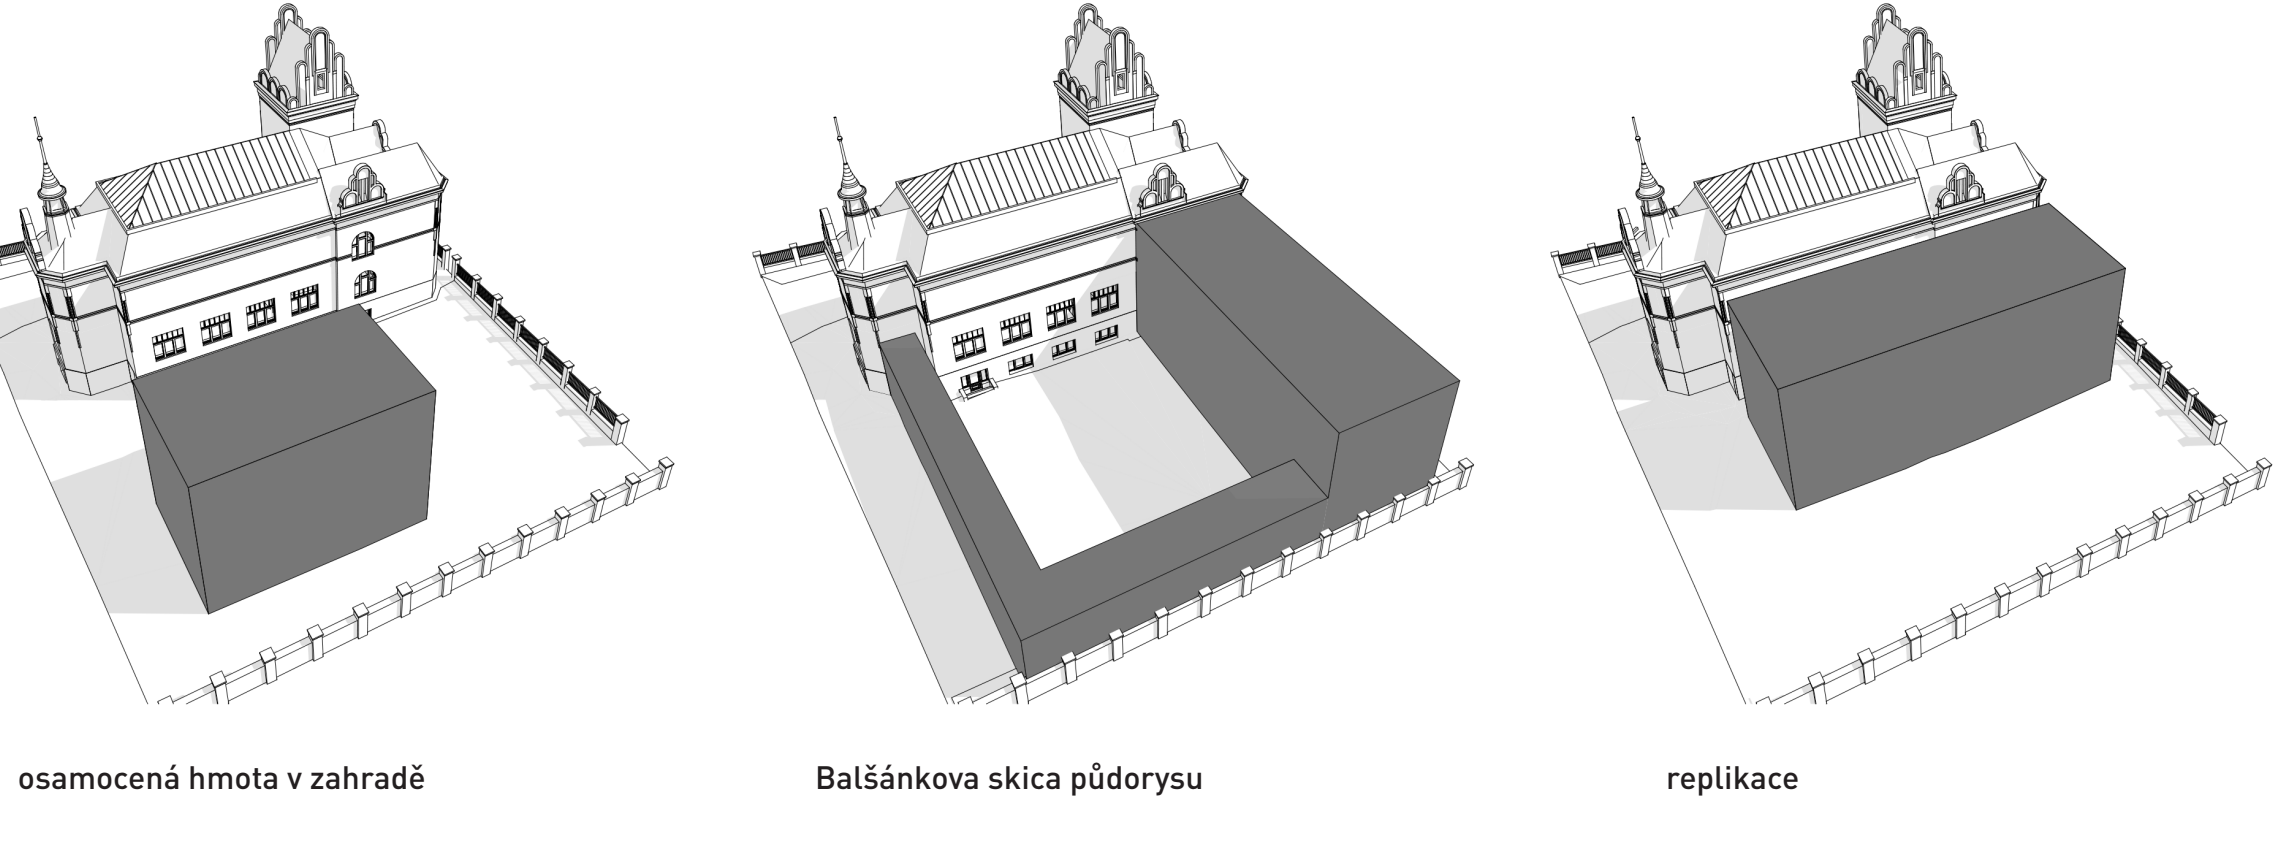 osamocená hmota v zahradě
Balšánkova skica půdorysu
replikace